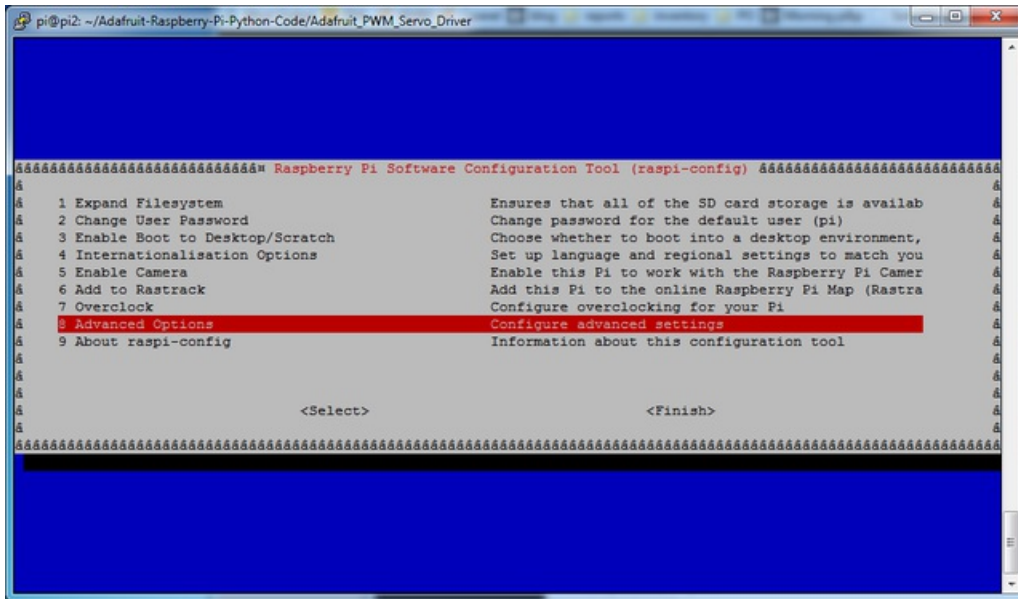 pi@pi2: ~/Adafruit-Raspberry-Pi-Python-Code/Adafruit_PWM_Servo_Driver
Raspberry Pi Software Configuration Tool (raspi-config)
1 Expand Filesystem Ensures that all of the SD card storage is availab
2 Change User Password Change password for the default user (pi)
3 Enable Boot to Desktop/Scratch Choose whether to boot into a desktop environment,
4 Internationalisation Options Set up language and regional settings to match you
5 Enable Camera Enable this Pi to work with the Raspberry Pi Camer
6 Add to Rastrack Add this Pi to the online Raspberry Pi Map (Rastra
7 Overclock Configure overclocking for your Pi
8 Advanced Options Configure advanced settings
9 About raspi-config Information about this configuration tool
<Select> <Finish>